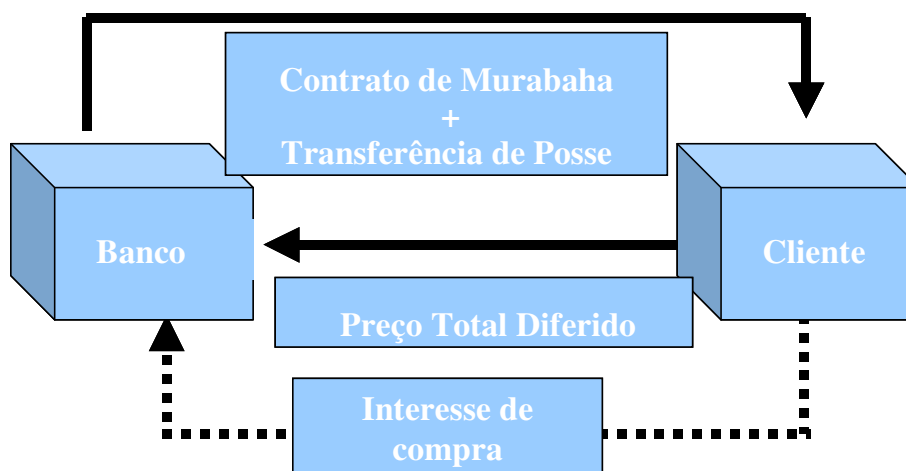 Contrato de Murabaha
+
Transferência de Posse
Banco
Cliente
Preço Total Diferido
Interesse de
compra